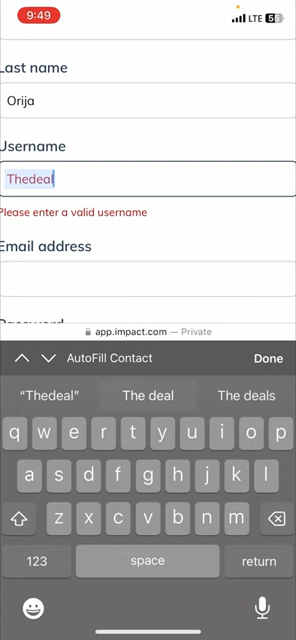 9:49
LTE 56
Last name
Orija
Username
Thedeal
Please enter a valid username
Email address
Password
app.impact.com — Private
AutoFill Contact Done
"Thedeal" The deal The deals
q w e r t y u i o p
a s d f g h j k l
z x c v b n m
123 space return